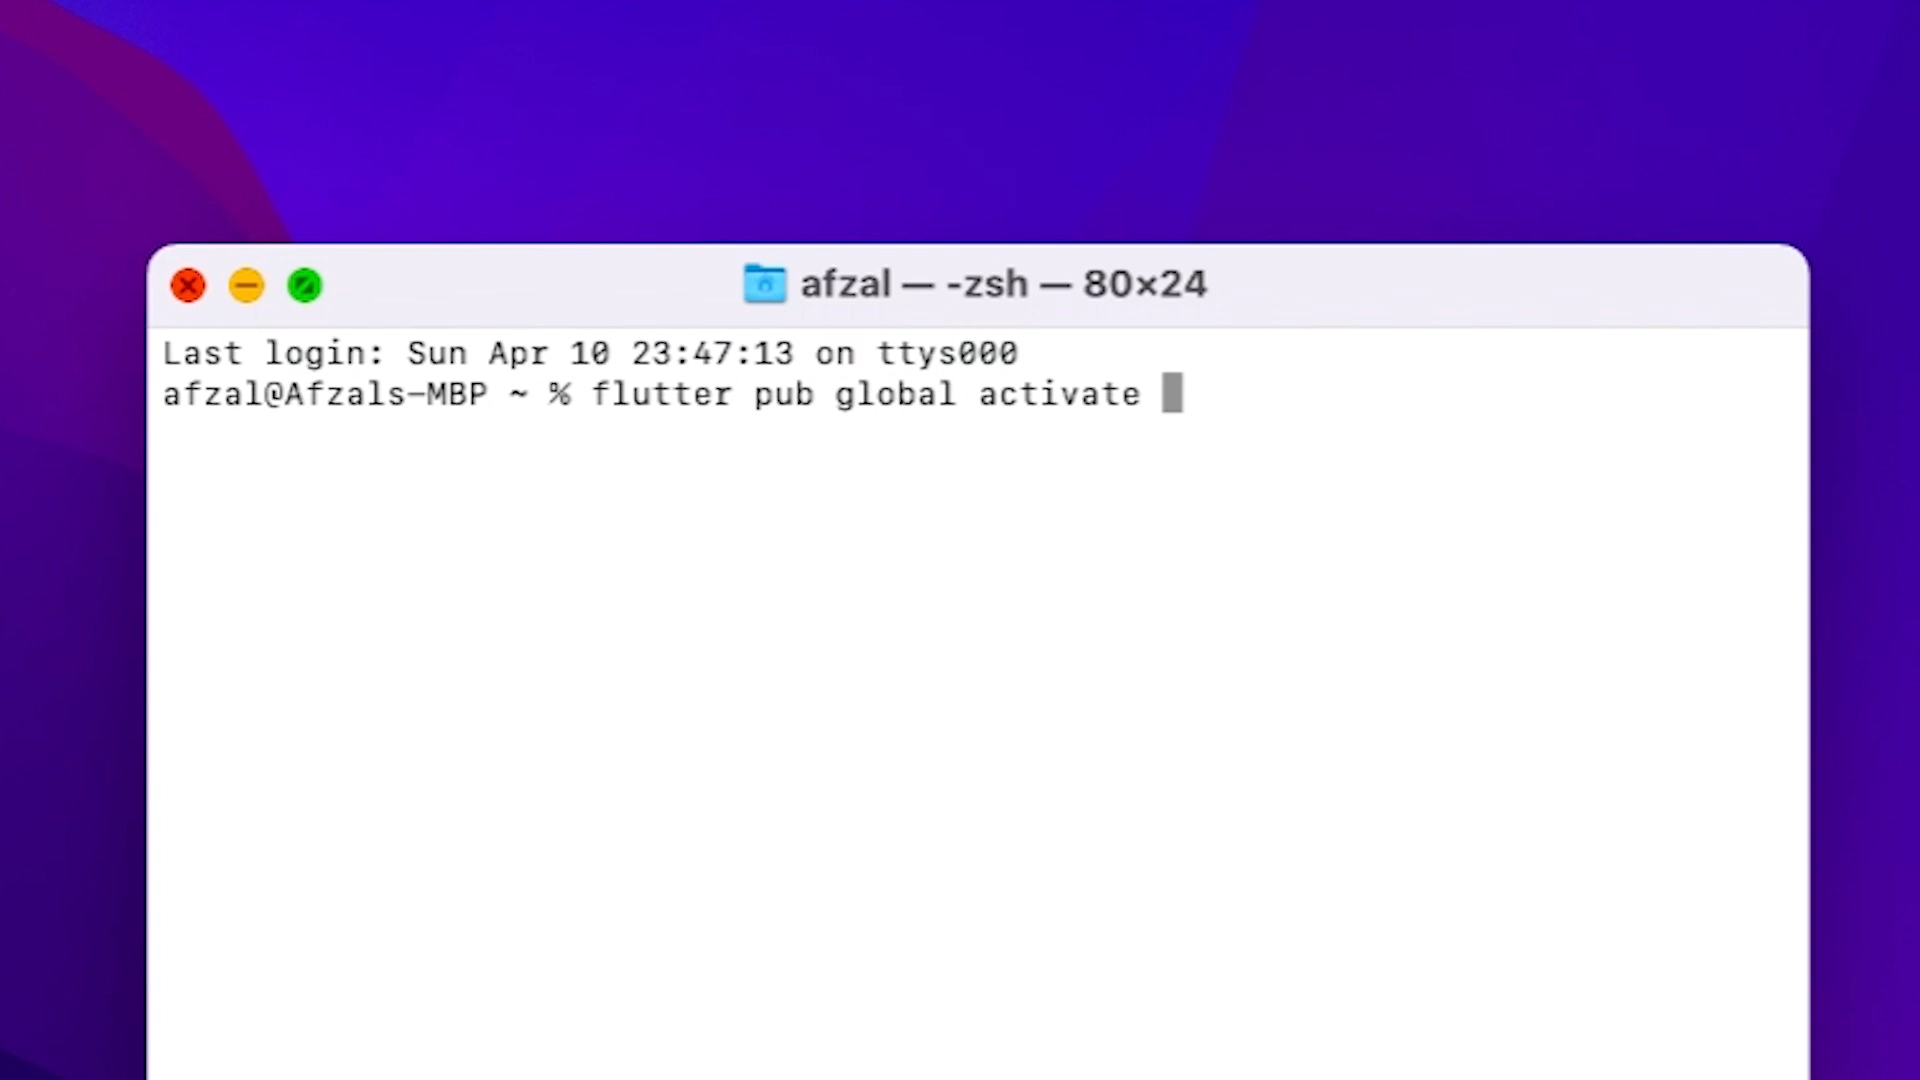 afzal — -zsh — 80×24
Last login: Sun Apr 10 23:47:13 on ttys000
afzal@Afzals-MBP ~ % flutter pub global activate